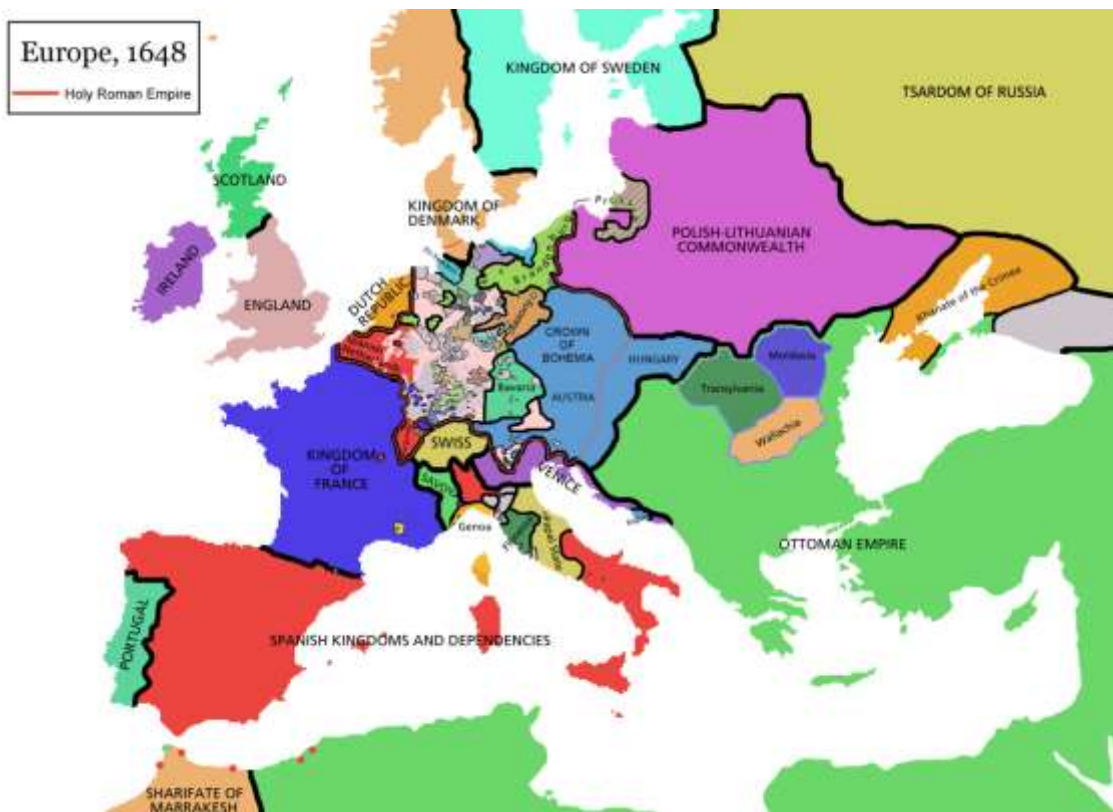 Europe, 1648
Holy Roman Empire
KINGDOM OF SWEDEN
TSARDOM OF RUSSIA
SCOTLAND
KINGDOM OF
DENMARK
POLISH-LITHUANIAN
COMMONWEALTH
IRELAND
ENGLAND
DUTCH
REPUBLIC
Brandenburg
Khanate of the Crimea
Spanish
CROWN
OF
BOHEMIA
HUNGARY
Moldavia
Transylvania
Bavaria
AUSTRIA
Wallachia
SWISS
KINGDOM
OF
FRANCE
SAVOY
VENICE
Genoa
OTTOMAN EMPIRE
PORTUGAL
SPANISH KINGDOMS AND DEPENDENCIES
SHARIFATE OF
MARRAKESH